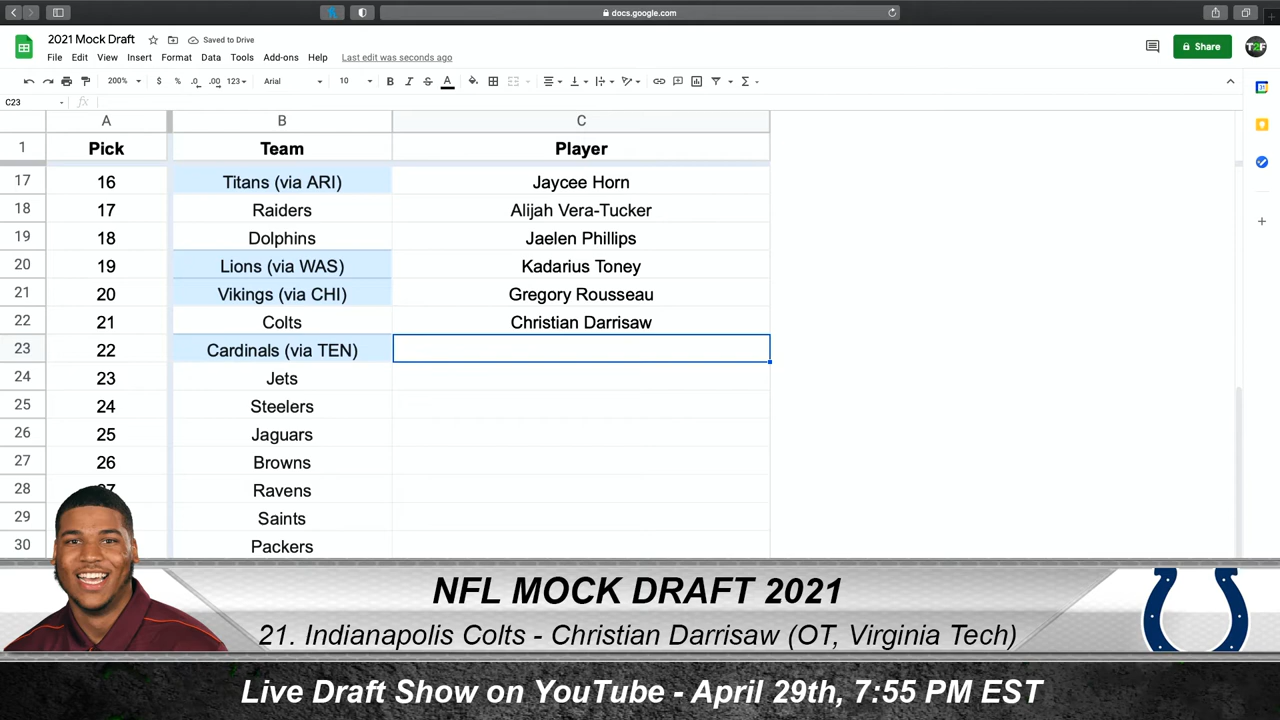 docs.google.com
2021 Mock Draft
Saved to Drive
File Edit View Insert Format Data Tools Add-ons Help Last edit was seconds ago
Share
T2F
200% $ % .0 .00 123 Arial 10 B I S A
C23 fx
A B C
1 Pick Team Player
17 16 Titans (via ARI) Jaycee Horn
18 17 Raiders Alijah Vera-Tucker
19 18 Dolphins Jaelen Phillips
20 19 Lions (via WAS) Kadarius Toney
21 20 Vikings (via CHI) Gregory Rousseau
22 21 Colts Christian Darrisaw
23 22 Cardinals (via TEN)
24 23 Jets
25 24 Steelers
26 25 Jaguars
27 26 Browns
28 27 Ravens
29 Saints
30 Packers
NFL MOCK DRAFT 2021
21. Indianapolis Colts - Christian Darrisaw (OT, Virginia Tech)
Live Draft Show on YouTube - April 29th, 7:55 PM EST